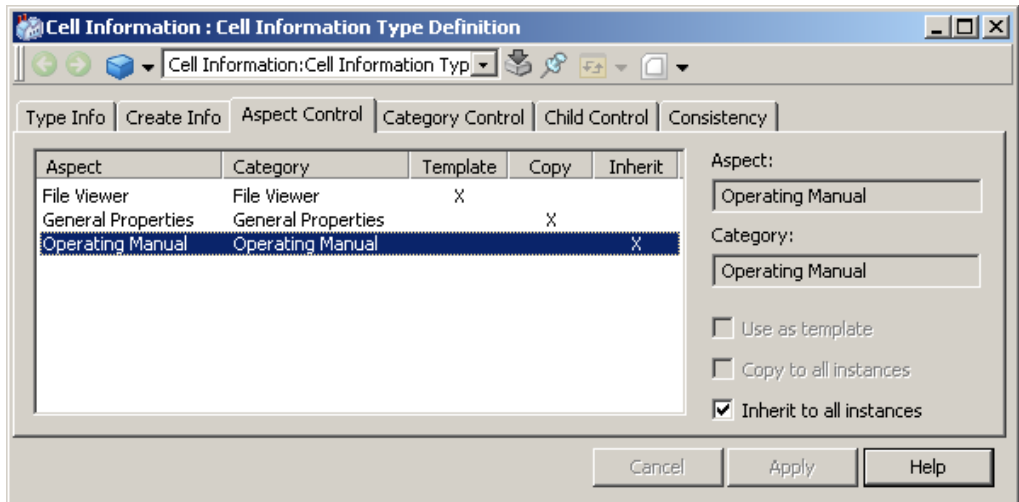 Cell Information : Cell Information Type Definition
Cell Information:Cell Information Typ
Type Info Create Info Aspect Control Category Control Child Control Consistency
Aspect Category Template Copy Inherit
File Viewer File Viewer X
General Properties General Properties X
Operating Manual Operating Manual X
Aspect:
Operating Manual
Category:
Operating Manual
Use as template
Copy to all instances
Inherit to all instances
Cancel Apply Help